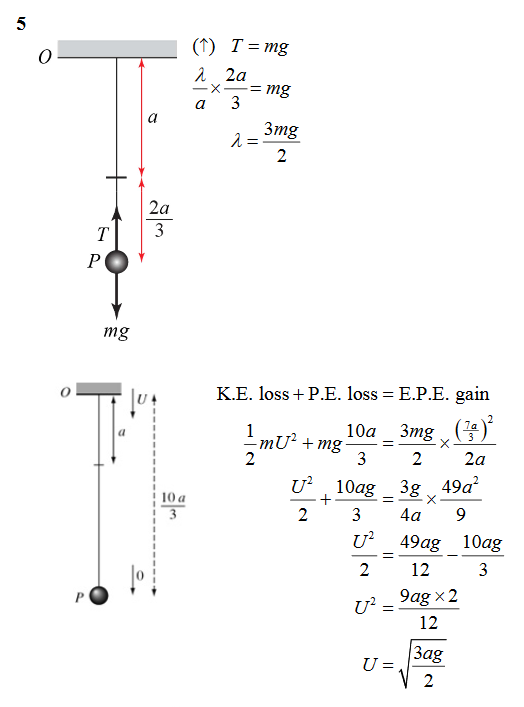 5
O
(↑) T = mg
λ/a × 2a/3 = mg
λ = 3mg/2
a
2a/3
T
P
mg
O
U
a
10a/3
0
P
K.E. loss + P.E. loss = E.P.E. gain
1/2 mU² + mg 10a/3 = 3mg/2 × (7a/3)²/2a
U²/2 + 10ag/3 = 3g/4a × 49a²/9
U²/2 = 49ag/12 − 10ag/3
U² = 9ag × 2/12
U = √(3ag/2)